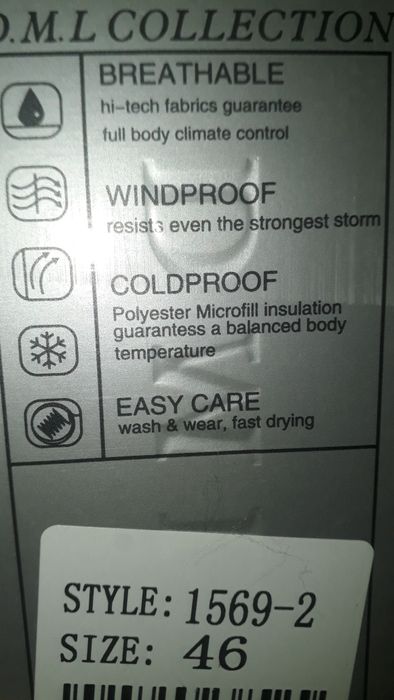 D.M.L COLLECTION
BREATHABLE
hi-tech fabrics guarantee
full body climate control
WINDPROOF
resists even the strongest storm
COLDPROOF
Polyester Microfill insulation
guarantess a balanced body
temperature
EASY CARE
wash & wear, fast drying
STYLE: 1569-2
SIZE: 46